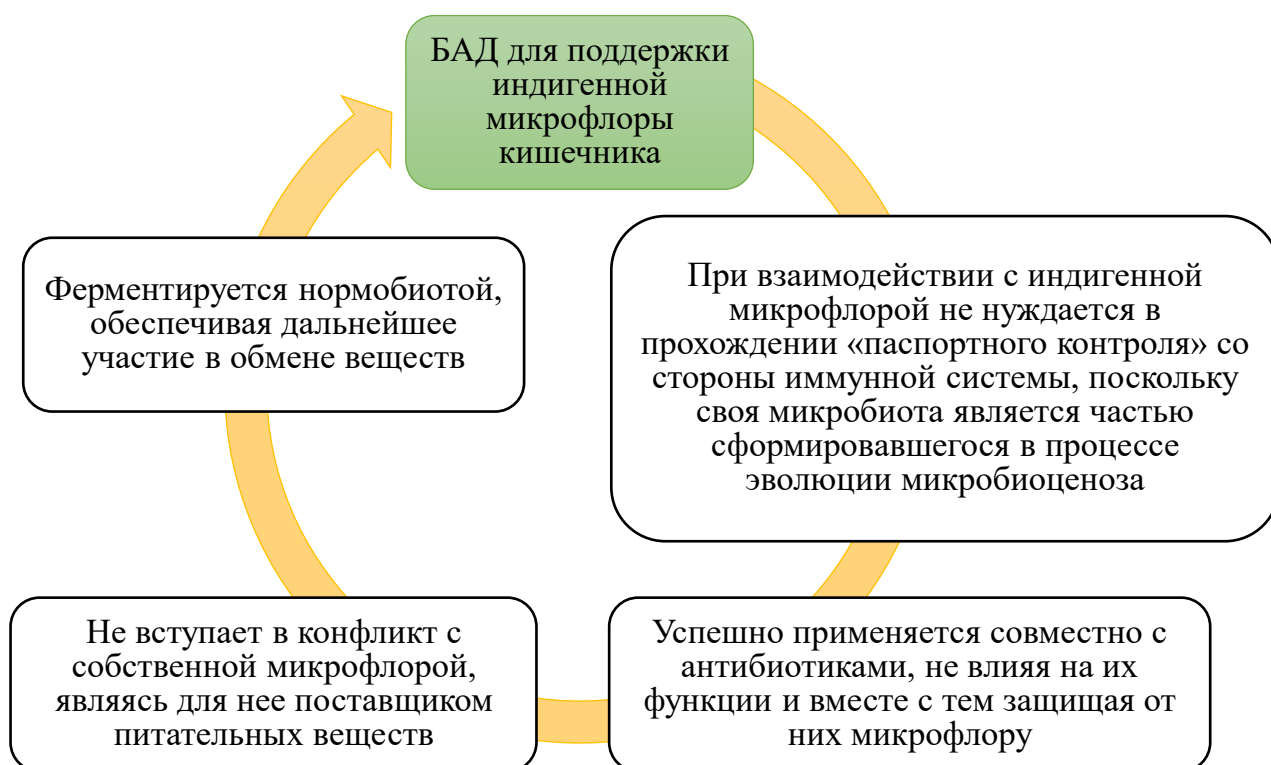 БАД для поддержки
индигенной
микрофлоры
кишечника
При взаимодействии с индигенной
микрофлорой не нуждается в
прохождении «паспортного контроля» со
стороны иммунной системы, поскольку
своя микробиота является частью
сформировавшегося в процессе
эволюции микробиоценоза
Успешно применяется совместно с
антибиотиками, не влияя на их
функции и вместе с тем защищая от
них микрофлору
Не вступает в конфликт с
собственной микрофлорой,
являясь для нее поставщиком
питательных веществ
Ферментируется нормобиотой,
обеспечивая дальнейшее
участие в обмене веществ